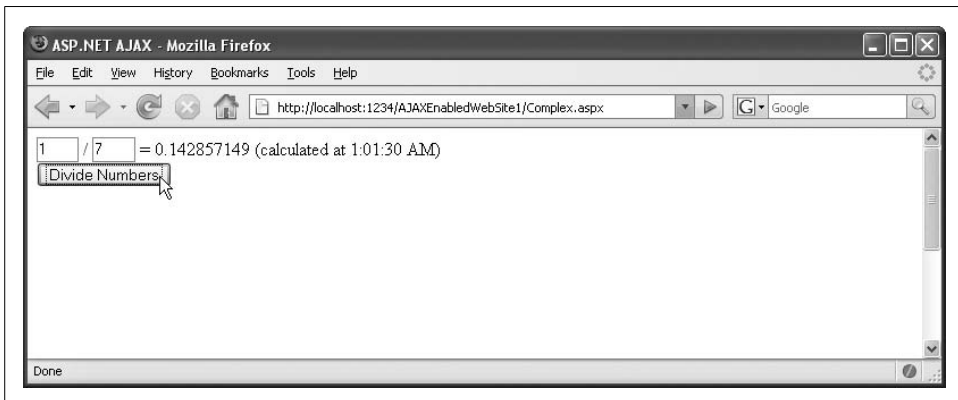 ASP.NET AJAX - Mozilla Firefox
File Edit View History Bookmarks Tools Help
http://localhost:1234/AJAXEnabledWebSite1/Complex.aspx G Google
1 / 7 = 0.142857149 (calculated at 1:01:30 AM)
Divide Numbers
Done